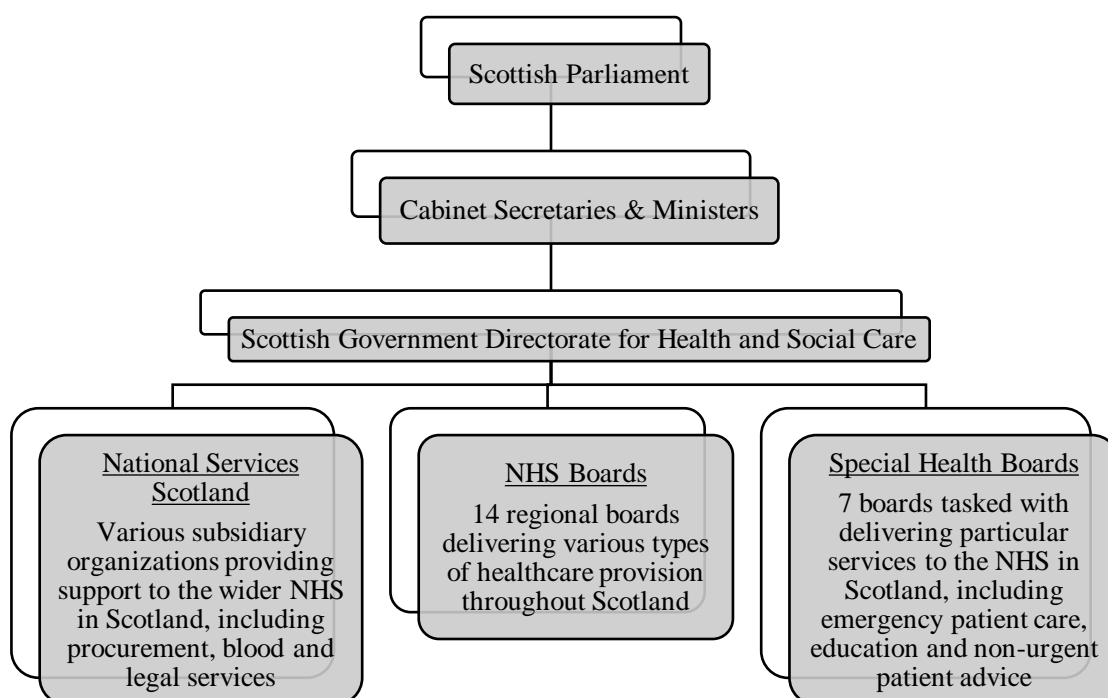 Scottish Parliament
Cabinet Secretaries & Ministers
Scottish Government Directorate for Health and Social Care
National Services
Scotland
Various subsidiary
organizations providing
support to the wider NHS
in Scotland, including
procurement, blood and
legal services
NHS Boards
14 regional boards
delivering various types
of healthcare provision
throughout Scotland
Special Health Boards
7 boards tasked with
delivering particular
services to the NHS in
Scotland, including
emergency patient care,
education and non-urgent
patient advice